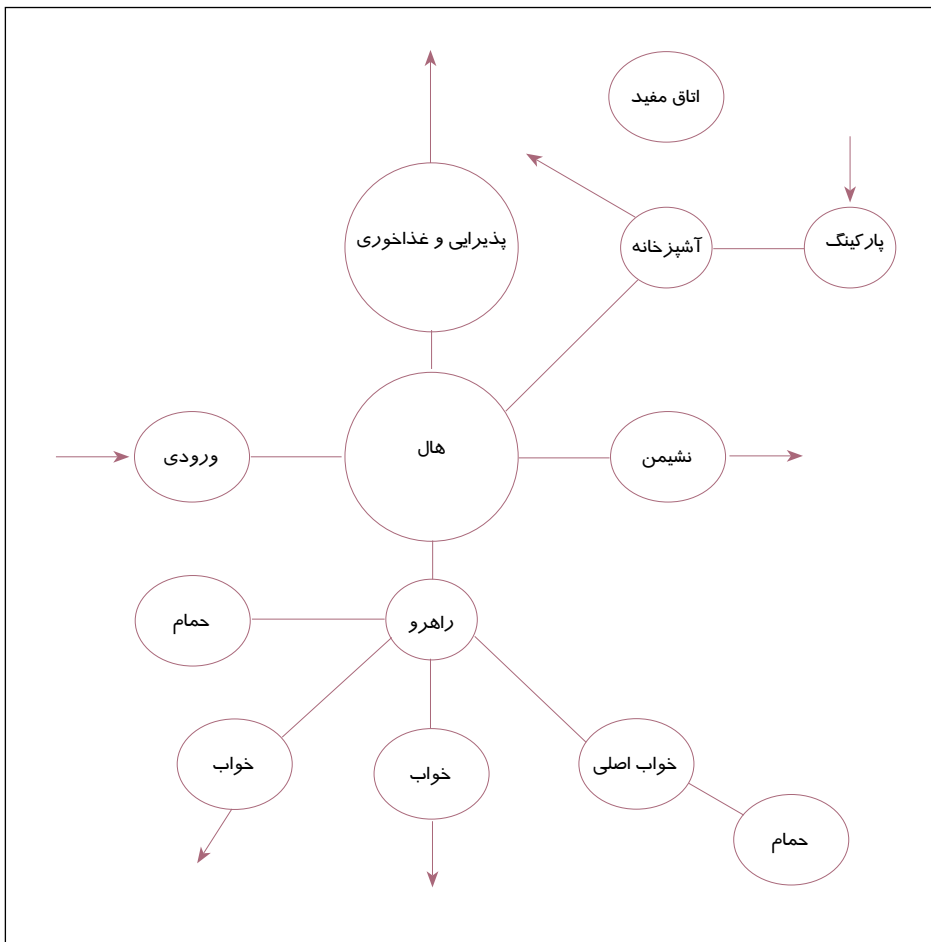 اتاق مفید
پذیرایی و غذاخوری
آشپزخانه
پارکینگ
هال
ورودی
نشیمن
حمام
راهرو
خواب
خواب
خواب اصلی
حمام